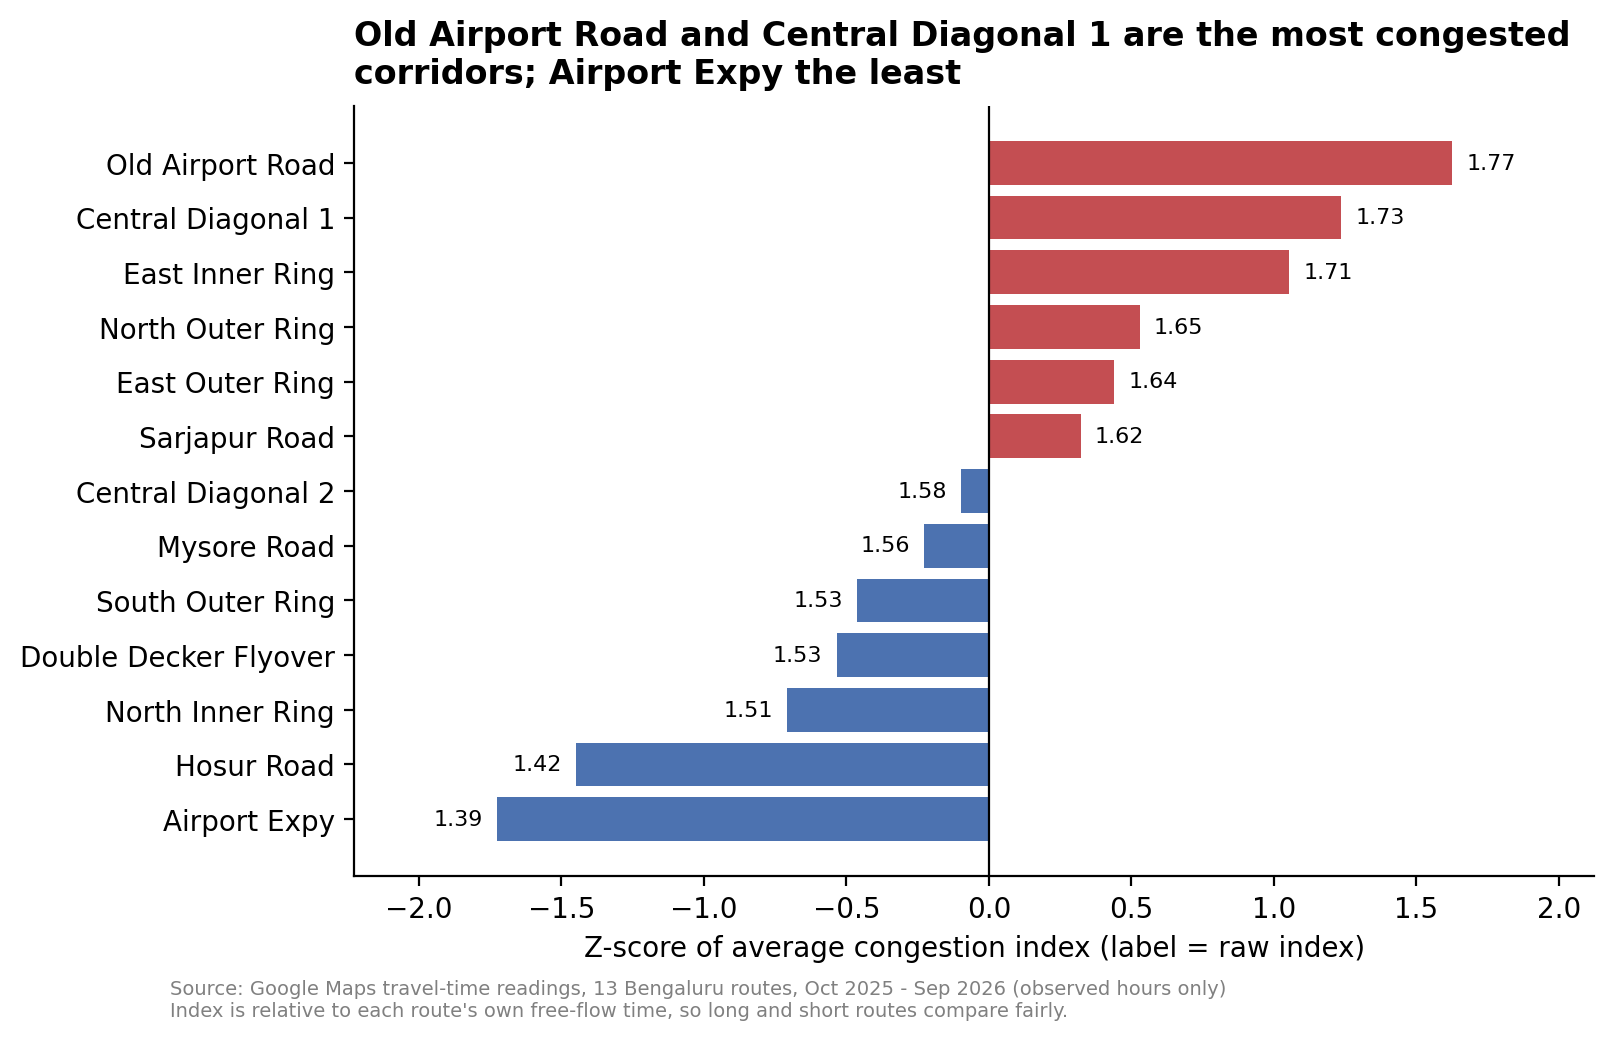 Old Airport Road and Central Diagonal 1 are the most congested
corridors; Airport Expy the least
Old Airport Road 1.77
Central Diagonal 1 1.73
East Inner Ring 1.71
North Outer Ring 1.65
East Outer Ring 1.64
Sarjapur Road 1.62
Central Diagonal 2 1.58
Mysore Road 1.56
South Outer Ring 1.53
Double Decker Flyover 1.53
North Inner Ring 1.51
Hosur Road 1.42
Airport Expy 1.39
−2.0 −1.5 −1.0 −0.5 0.0 0.5 1.0 1.5 2.0
Z-score of average congestion index (label = raw index)
Source: Google Maps travel-time readings, 13 Bengaluru routes, Oct 2025 - Sep 2026 (observed hours only)
Index is relative to each route's own free-flow time, so long and short routes compare fairly.